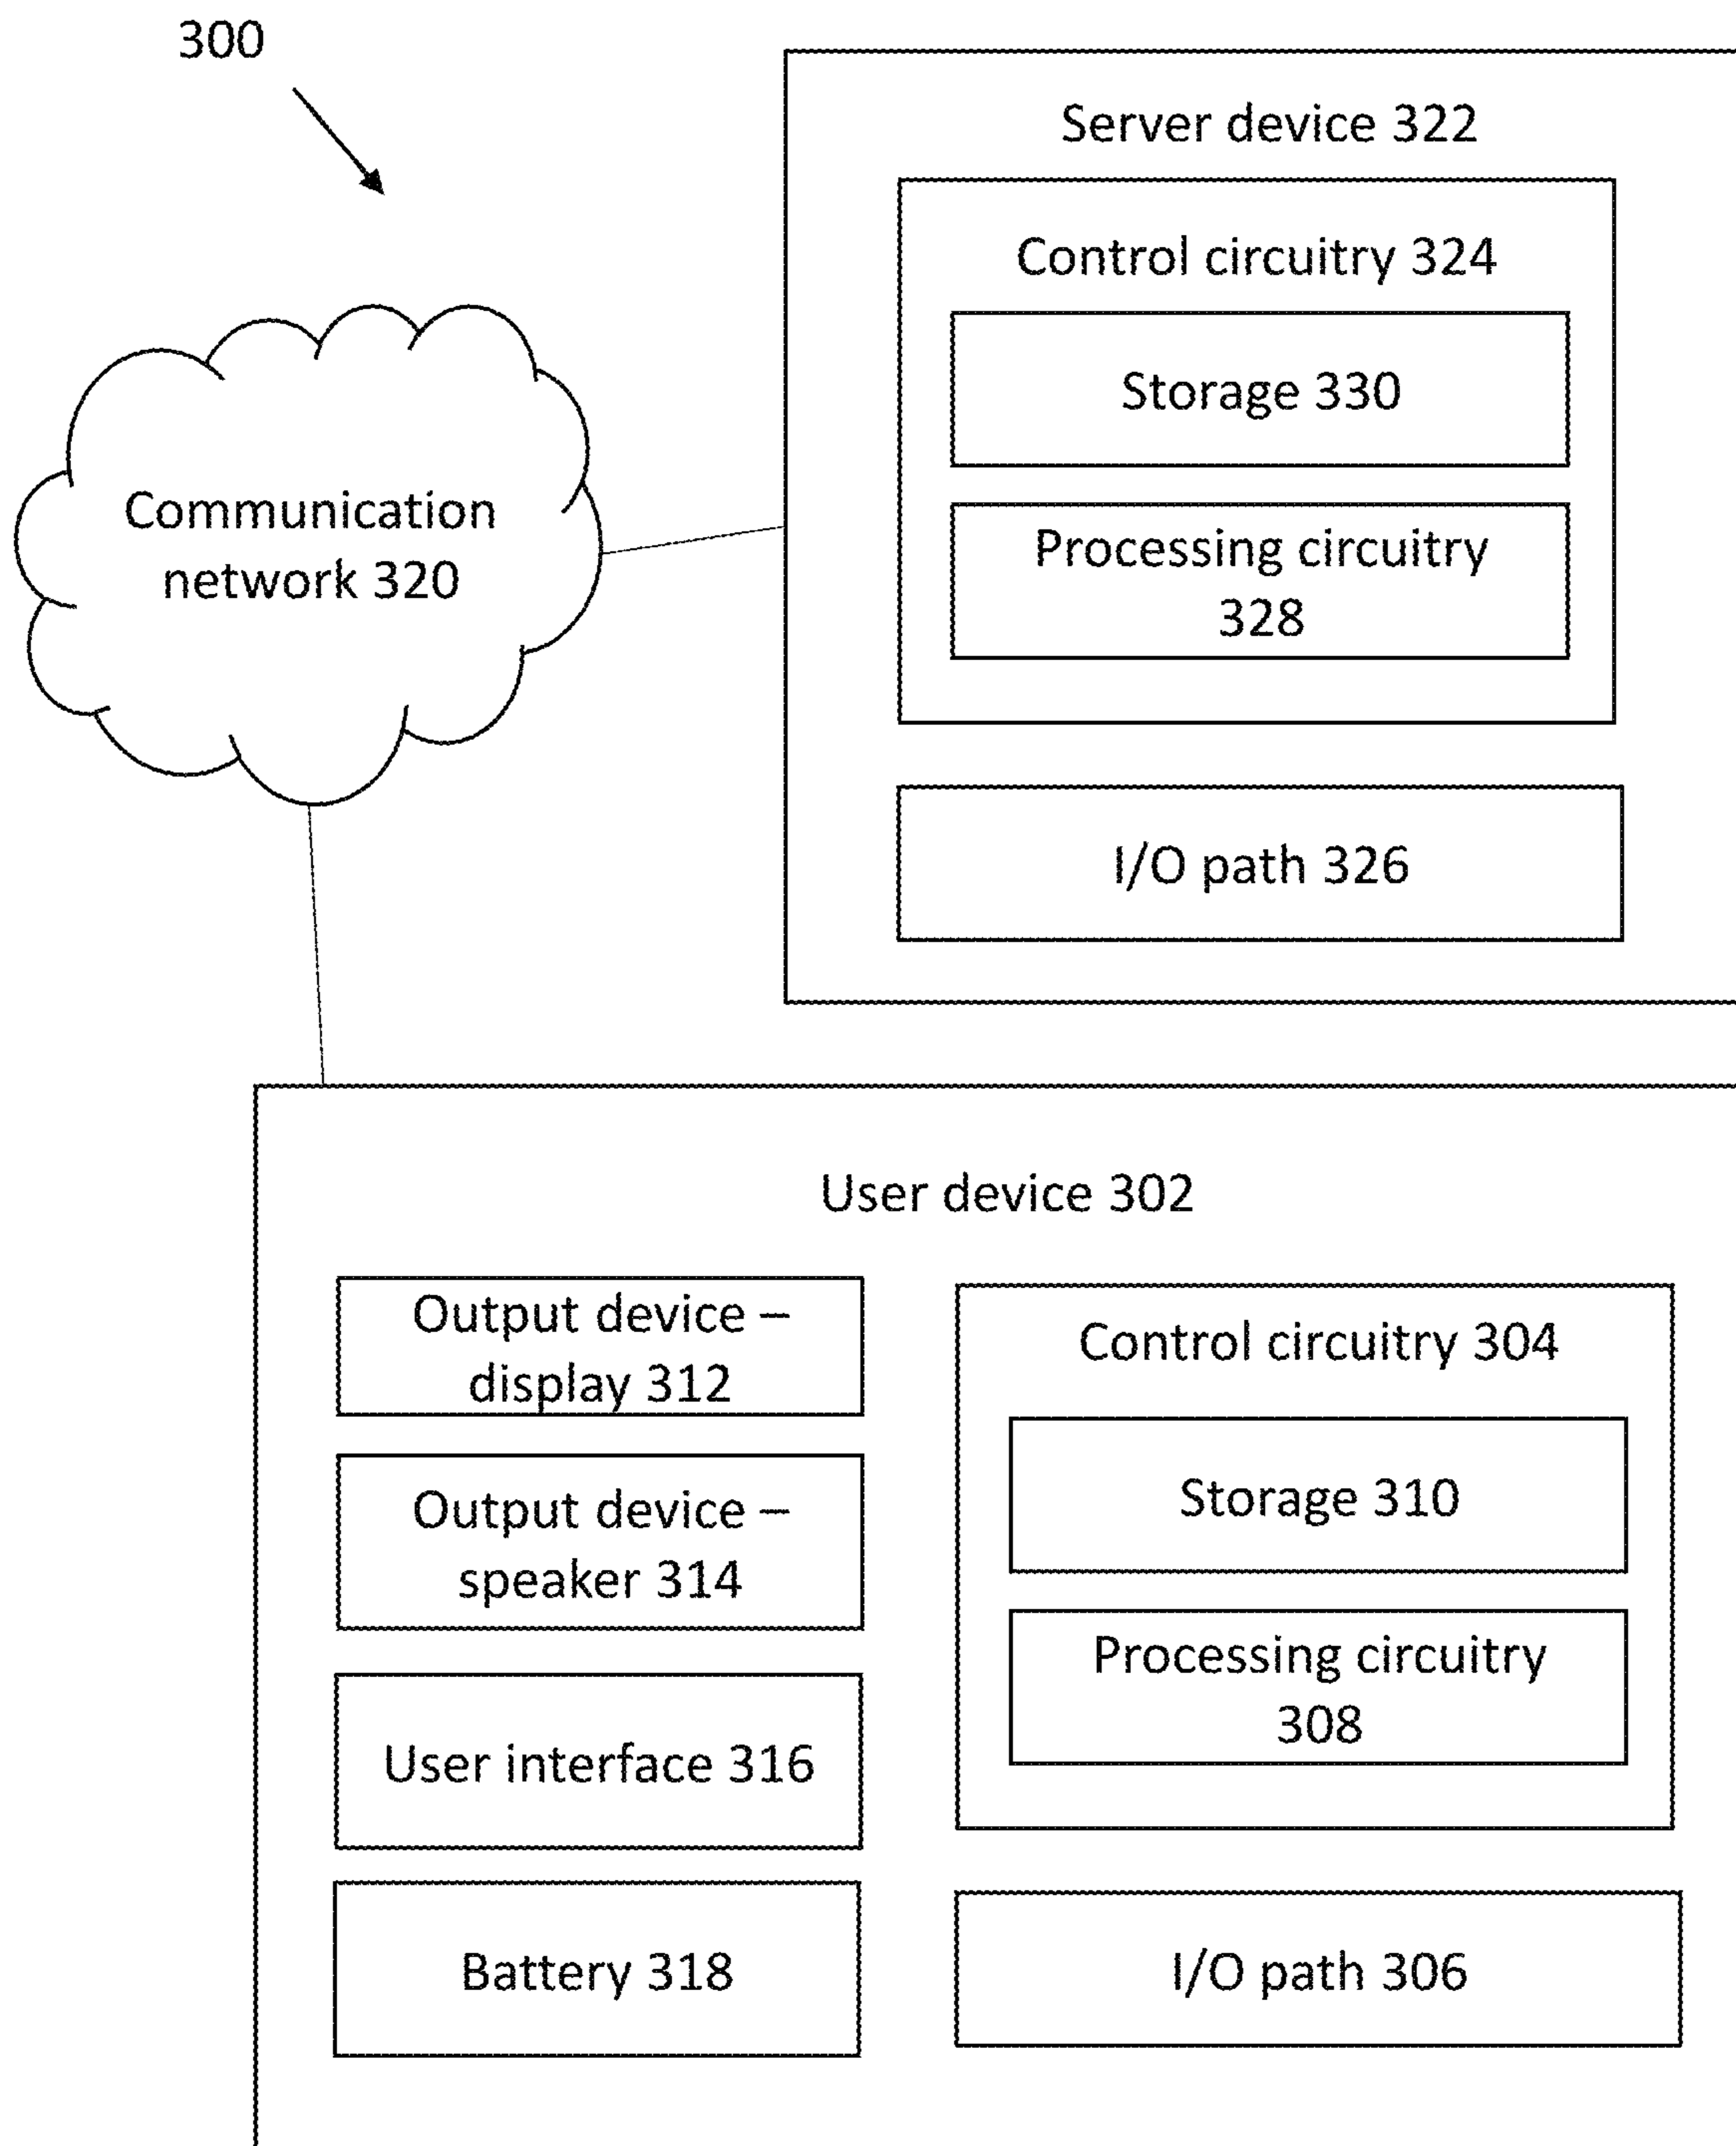 300
Server device 322
Control circuitry 324
Storage 330
Processing circuitry
328
I/O path 326
Communication
network 320
User device 302
Output device –
display 312
Output device –
speaker 314
User interface 316
Battery 318
Control circuitry 304
Storage 310
Processing circuitry
308
I/O path 306